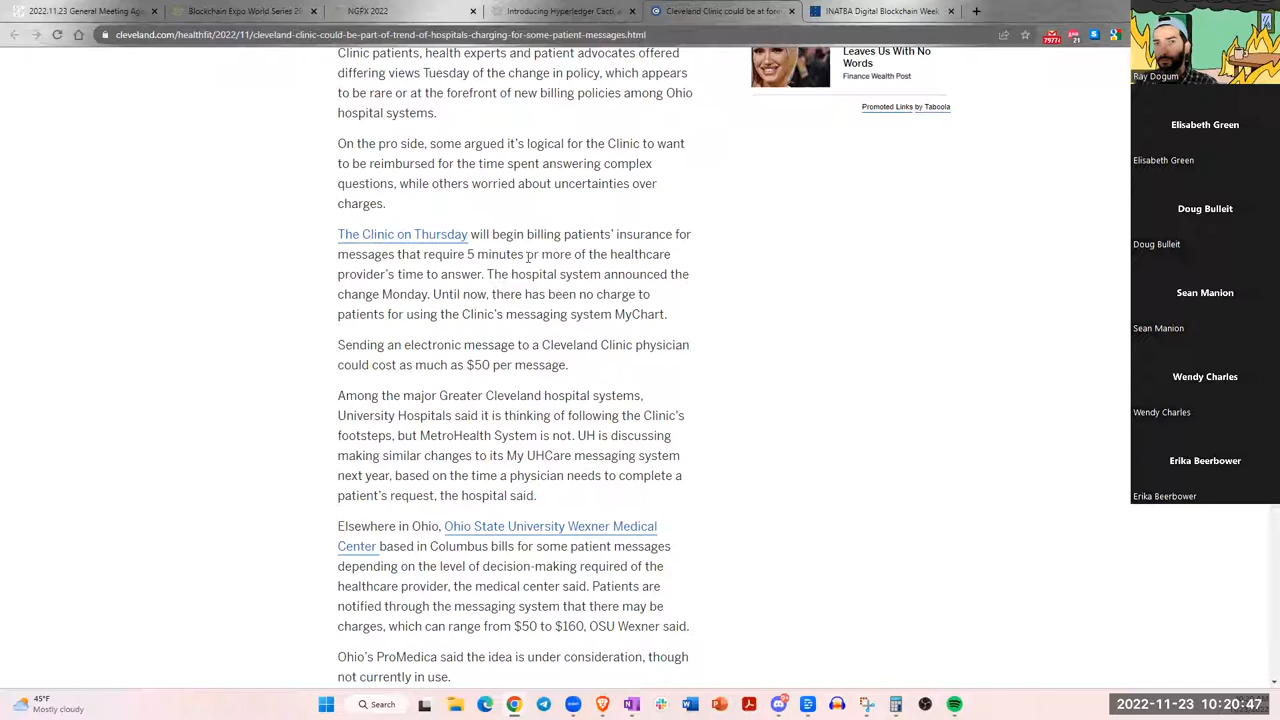 2022.11.23 General Meeting Age
Blockchain Expo World Series 20
NGPX 2022
Introducing Hyperledger Cacti, a
Cleveland Clinic could be at fore
INATBA Blockchain Week
cleveland.com/healthfit/2022/11/cleveland-clinic-could-be-part-of-trend-of-hospitals-charging-for-some-patient-messages.html
Clinic patients, health experts and patient advocates offered
differing views Tuesday of the change in policy, which appears
to be rare or at the forefront of new billing policies among Ohio
hospital systems.
On the pro side, some argued it's logical for the Clinic to want
to be reimbursed for the time spent answering complex
questions, while others worried about uncertainties over
charges.
The Clinic on Thursday will begin billing patients' insurance for
messages that require 5 minutes or more of the healthcare
provider's time to answer. The hospital system announced the
change Monday. Until now, there has been no charge to
patients for using the Clinic's messaging system MyChart.
Sending an electronic message to a Cleveland Clinic physician
could cost as much as $50 per message.
Among the major Greater Cleveland hospital systems,
University Hospitals said it is thinking of following the Clinic's
footsteps, but MetroHealth System is not. UH is discussing
making similar changes to its My UHCare messaging system
next year, based on the time a physician needs to complete a
patient's request, the hospital said.
Elsewhere in Ohio, Ohio State University Wexner Medical
Center based in Columbus bills for some patient messages
depending on the level of decision-making required of the
healthcare provider, the medical center said. Patients are
notified through the messaging system that there may be
charges, which can range from $50 to $160, OSU Wexner said.
Ohio's ProMedica said the idea is under consideration, though
not currently in use.
Leaves Us With No
Words
Finance Wealth Post
Promoted Links by Taboola
Ray Dogum
Elisabeth Green
Elisabeth Green
Doug Bulleit
Doug Bulleit
Sean Manion
Sean Manion
Wendy Charles
Wendy Charles
Erika Beerbower
Erika Beerbower
45°F
Mostly cloudy
Search
2022-11-23 10:20:47